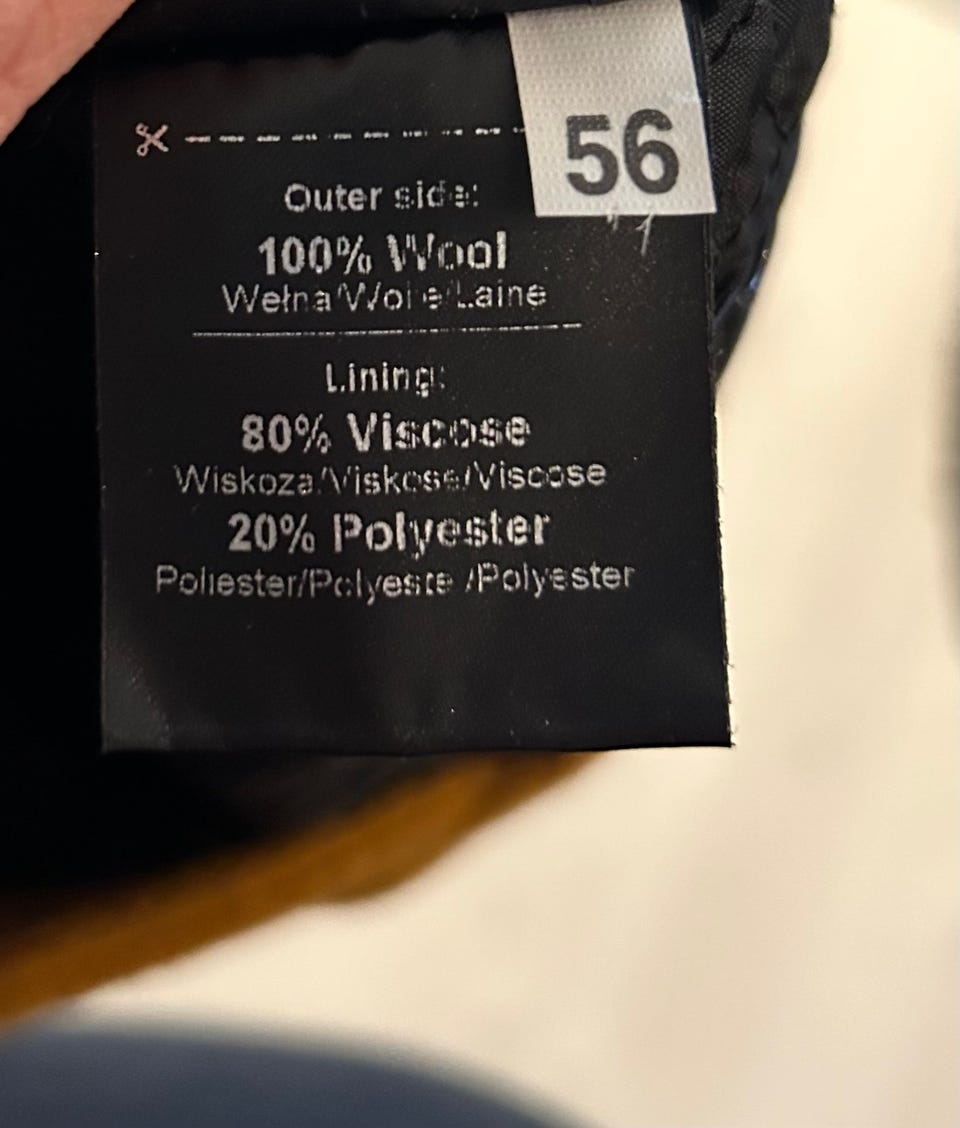 56
Outer side:
100% Wool
Wełna/Wolle/Laine
Lining:
80% Viscose
Wiskoza/Viskose/Viscose
20% Polyester
Poliester/Polyester/Polyester